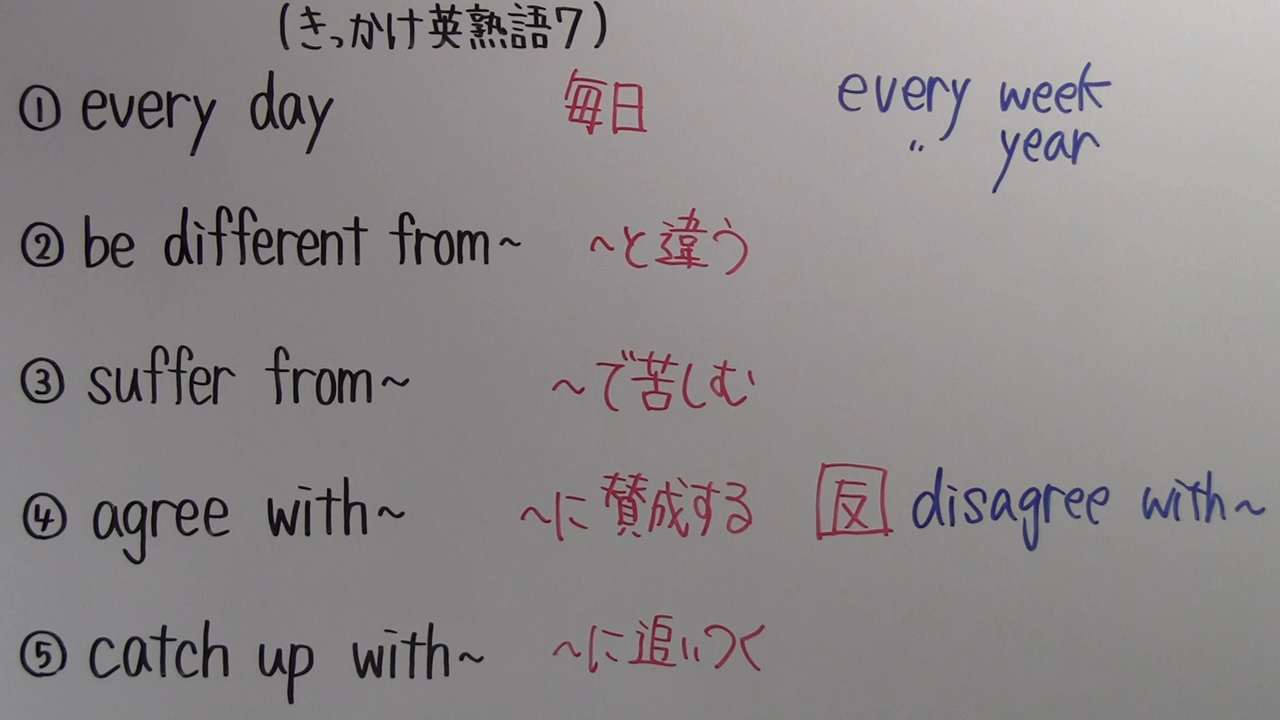 (きっかけ英熟語7)
① every day 毎日 every week
〃 year
② be different from~ ~と違う
③ suffer from~ ~で苦しむ
④ agree with~ ~に賛成する 反 disagree with~
⑤ catch up with~ ~に追いつく